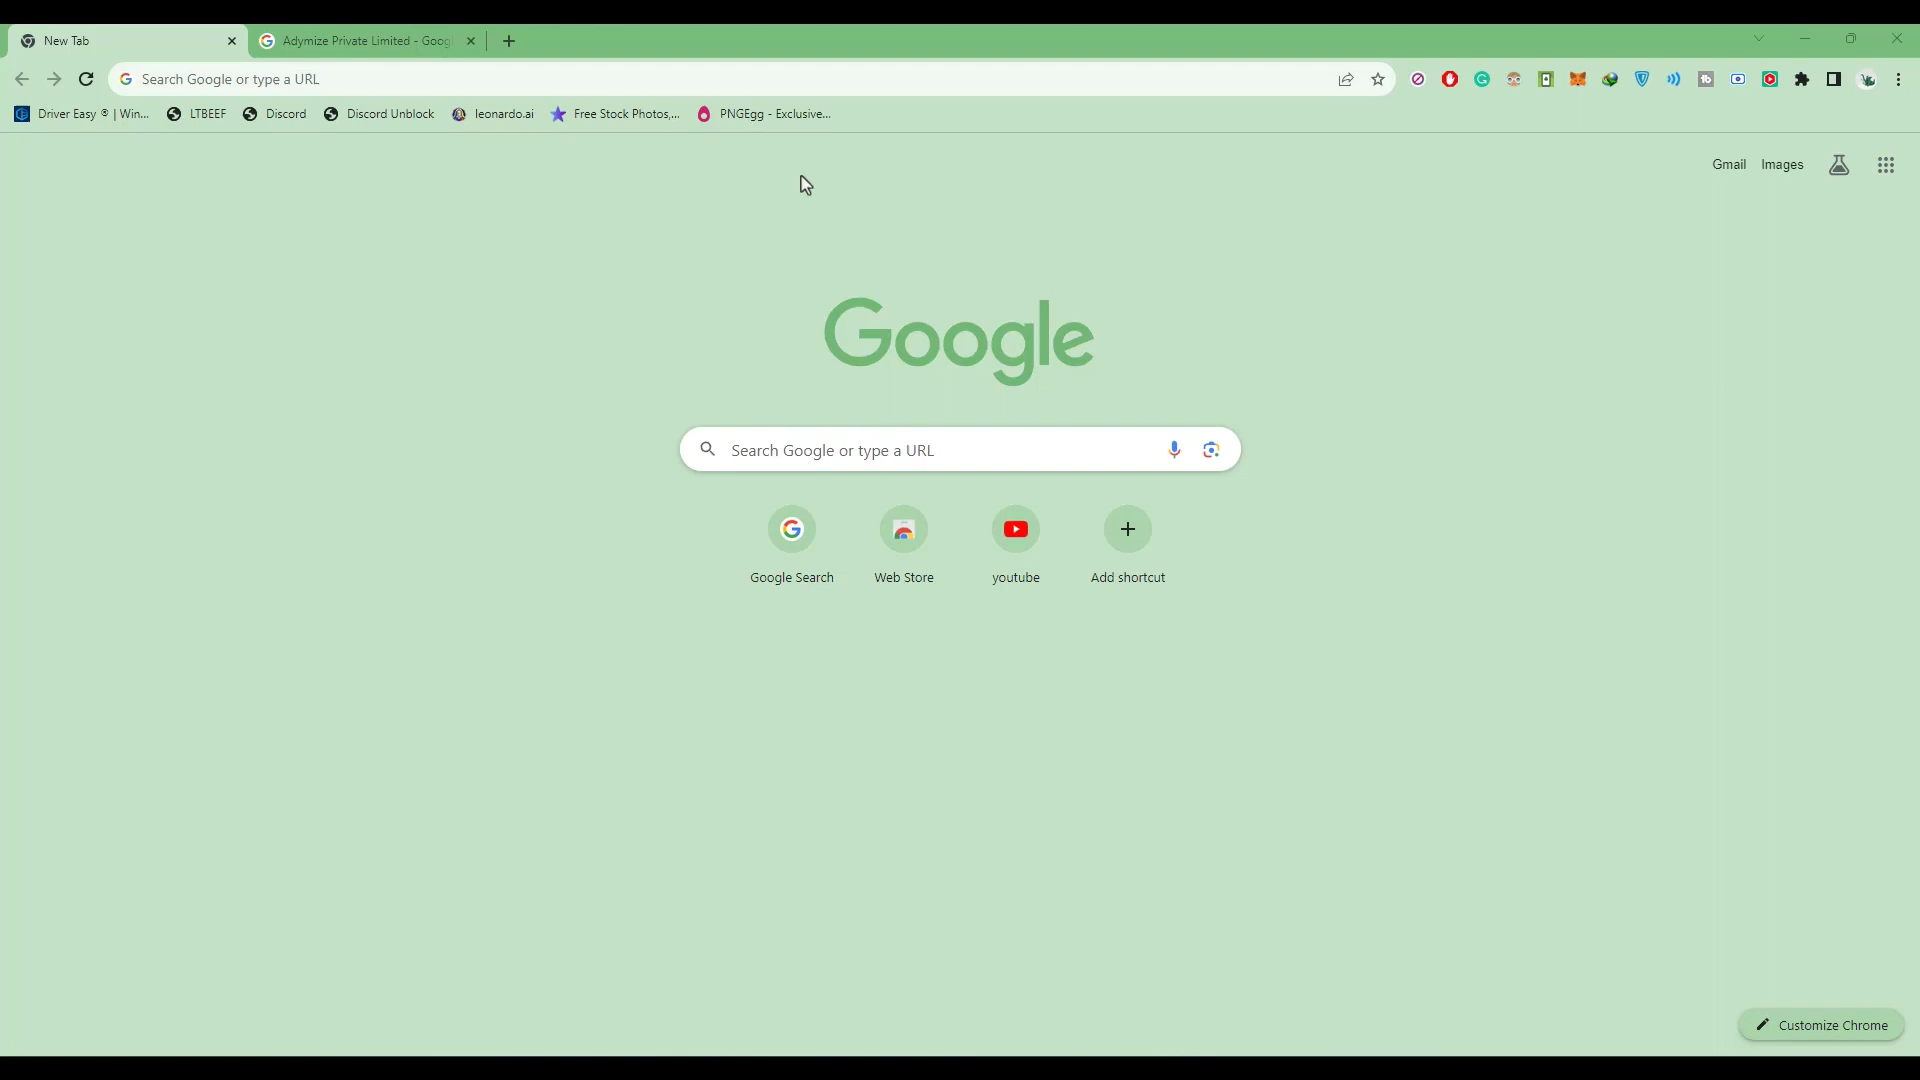 New Tab
Adymize Private Limited - Goog
Search Google or type a URL
Driver Easy ® | Win...
LTBEEF
Discord
Discord Unblock
leonardo.ai
Free Stock Photos,...
PNGEgg - Exclusive...
Gmail
Images
Google
Search Google or type a URL
Google Search
Web Store
youtube
Add shortcut
Customize Chrome